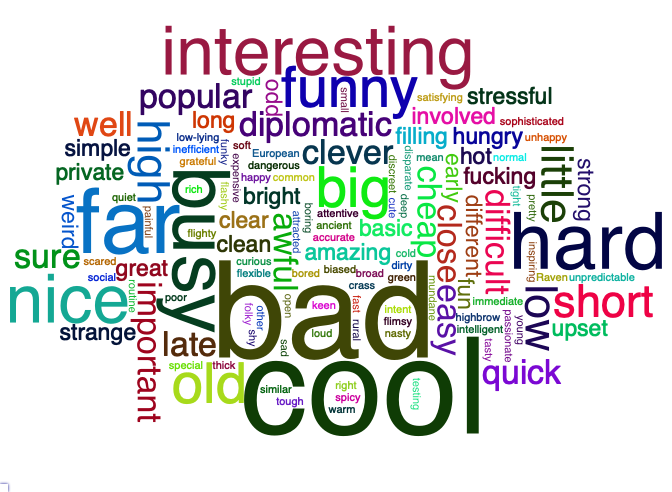 interesting
stupid
odd
funny
small
popular
satisfying
stressful
well
long
diplomatic
involved
sophisticated
simple
high
low-lying
inefficient
grateful
funky
soft
expensive
European
dangerous
clever
filling
hungry
unhappy
discreet
disparate
mean
early
hot
normal
little
strong
private
quiet
busy
rich
flashy
happy
common
bright
boring
big
cute
deep
cheap
fucking
tight
pretty
weird
far
painful
flighty
clear
clean
awful
attracted
attentive
ancient
accurate
basic
close
different
difficult
hard
inspiring
sure
scared
social
great
routine
curious
flexible
bored
amazing
biased
broad
crass
cold
dirty
green
mundane
fun
Raven
unpredictable
nice
strange
important
poor
late
bad
folky
other
shy
open
sad
keen
loud
fast
rural
intent
flimsy
nasty
easy
immediate
highbrow
intelligent
tasty
passionate
young
low
short
upset
special
thick
old
cool
similar
tough
right
spicy
warm
testing
quick